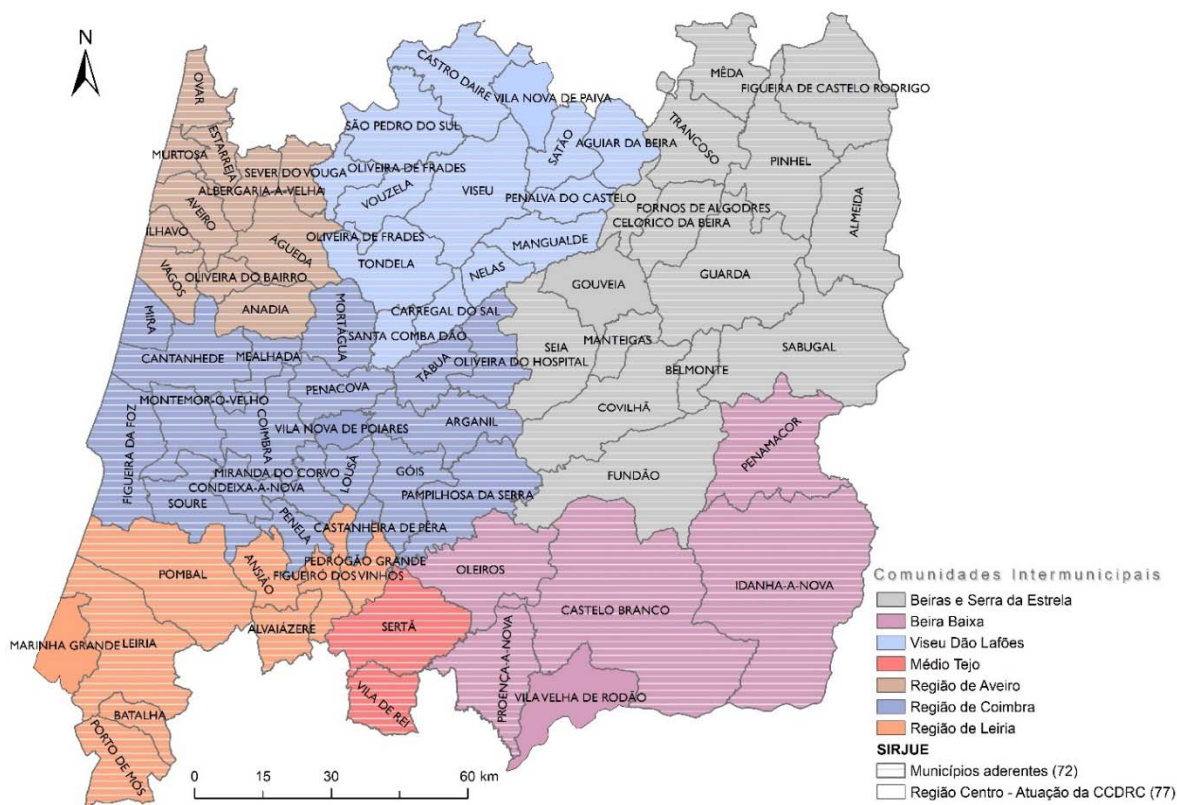 N
OVAR
CASTRO DAIRE
MÊDA
FIGUEIRA DE CASTELO RODRIGO
VILA NOVA DE PAIVA
SÃO PEDRO DO SUL
TRANCOSO
ESTARREJA
MURTOSA
SÁTÃO
AGUIAR DA BEIRA
PINHEL
SEVER DO VOUGA
OLIVEIRA DE FRADES
ALBERGARIA-A-VELHA
VOUZELA
VISEU
PENALVA DO CASTELO
ALMEIDA
AVEIRO
FORNOS DE ALGODRES
CELORICO DA BEIRA
ILHAVO
OLIVEIRA DE FRADES
MANGUALDE
ÁGUEDA
TONDELA
NELAS
GUARDA
VAGOS
OLIVEIRA DO BAIRRO
GOUVEIA
ANADIA
MORTÁGUA
CARREGAL DO SAL
MIRA
SANTA COMBA DÃO
SEIA
MANTEIGAS
SABUGAL
CANTANHEDE
MEALHADA
TÁBUA
OLIVEIRA DO HOSPITAL
BELMONTE
PENACOVA
MONTEMOR-O-VELHO
COVILHÃ
COIMBRA
VILA NOVA DE POIARES
ARGANIL
FIGUEIRA DA FOZ
PENAMACOR
MIRANDA DO CORVO
LOUSÃ
GÓIS
FUNDÃO
CONDEIXA-A-NOVA
SOURE
PAMPILHOSA DA SERRA
PENELA
CASTANHEIRA DE PÊRA
PEDRÓGÃO GRANDE
POMBAL
ANSIÃO
FIGUEIRÓ DOS VINHOS
OLEIROS
IDANHA-A-NOVA
CASTELO BRANCO
MARINHA GRANDE
LEIRIA
ALVAIÁZERE
SERTÃ
PROENÇA-A-NOVA
VILA VELHA DE RODÃO
VILA DE REI
BATALHA
PORTO DE MÓS
0 15 30 60 km
Comunidades Intermunicipais
Beiras e Serra da Estrela
Beira Baixa
Viseu Dão Lafões
Médio Tejo
Região de Aveiro
Região de Coimbra
Região de Leiria
SIRJUE
Municípios aderentes (72)
Região Centro - Atuação da CCDRC (77)